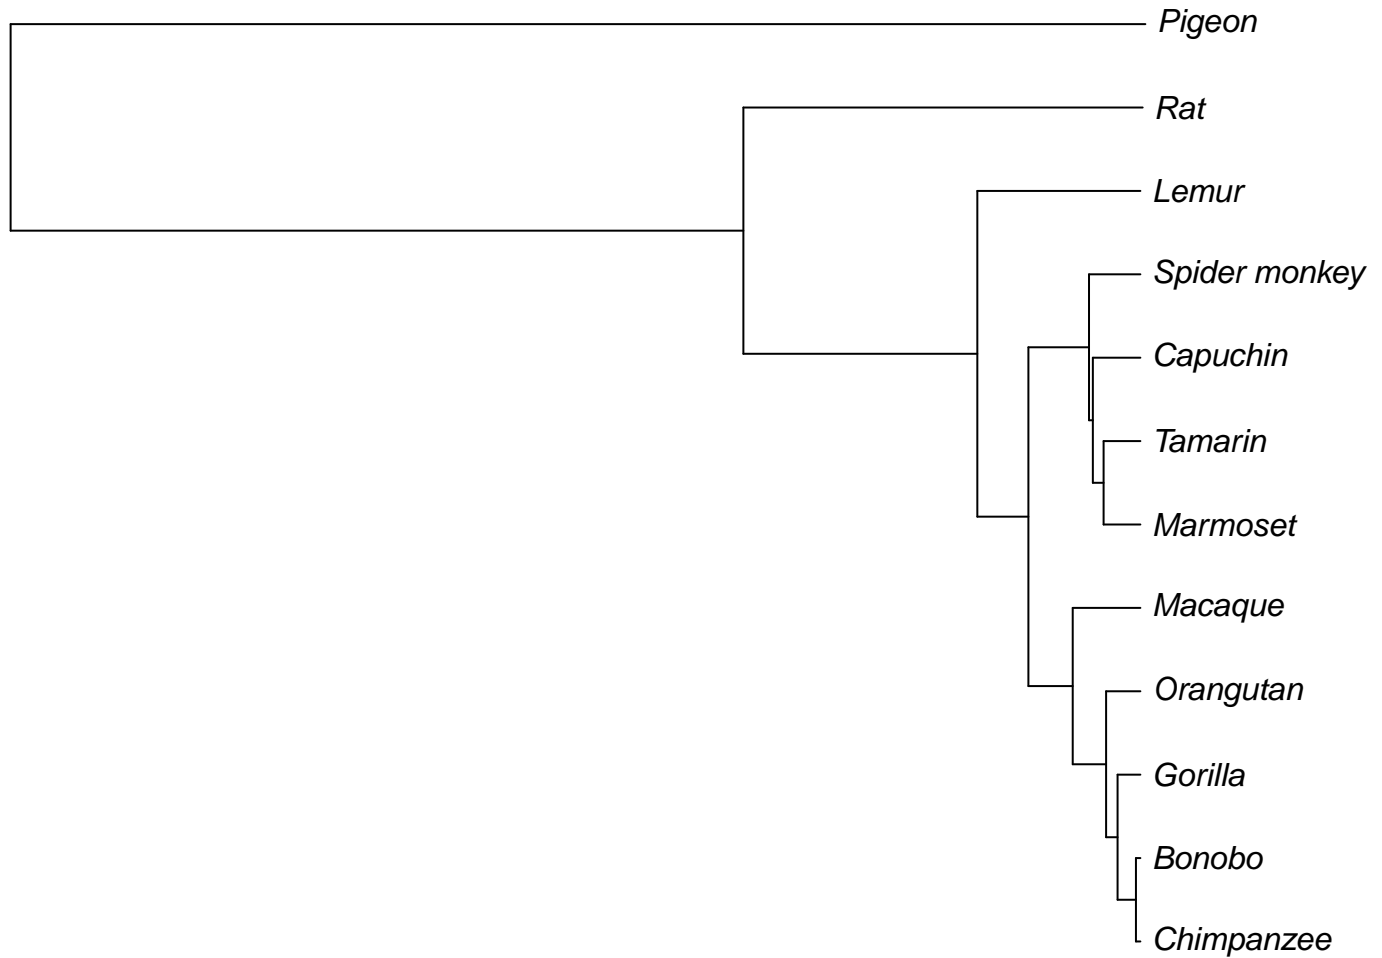 Pigeon
Rat
Lemur
Spider monkey
Capuchin
Tamarin
Marmoset
Macaque
Orangutan
Gorilla
Bonobo
Chimpanzee